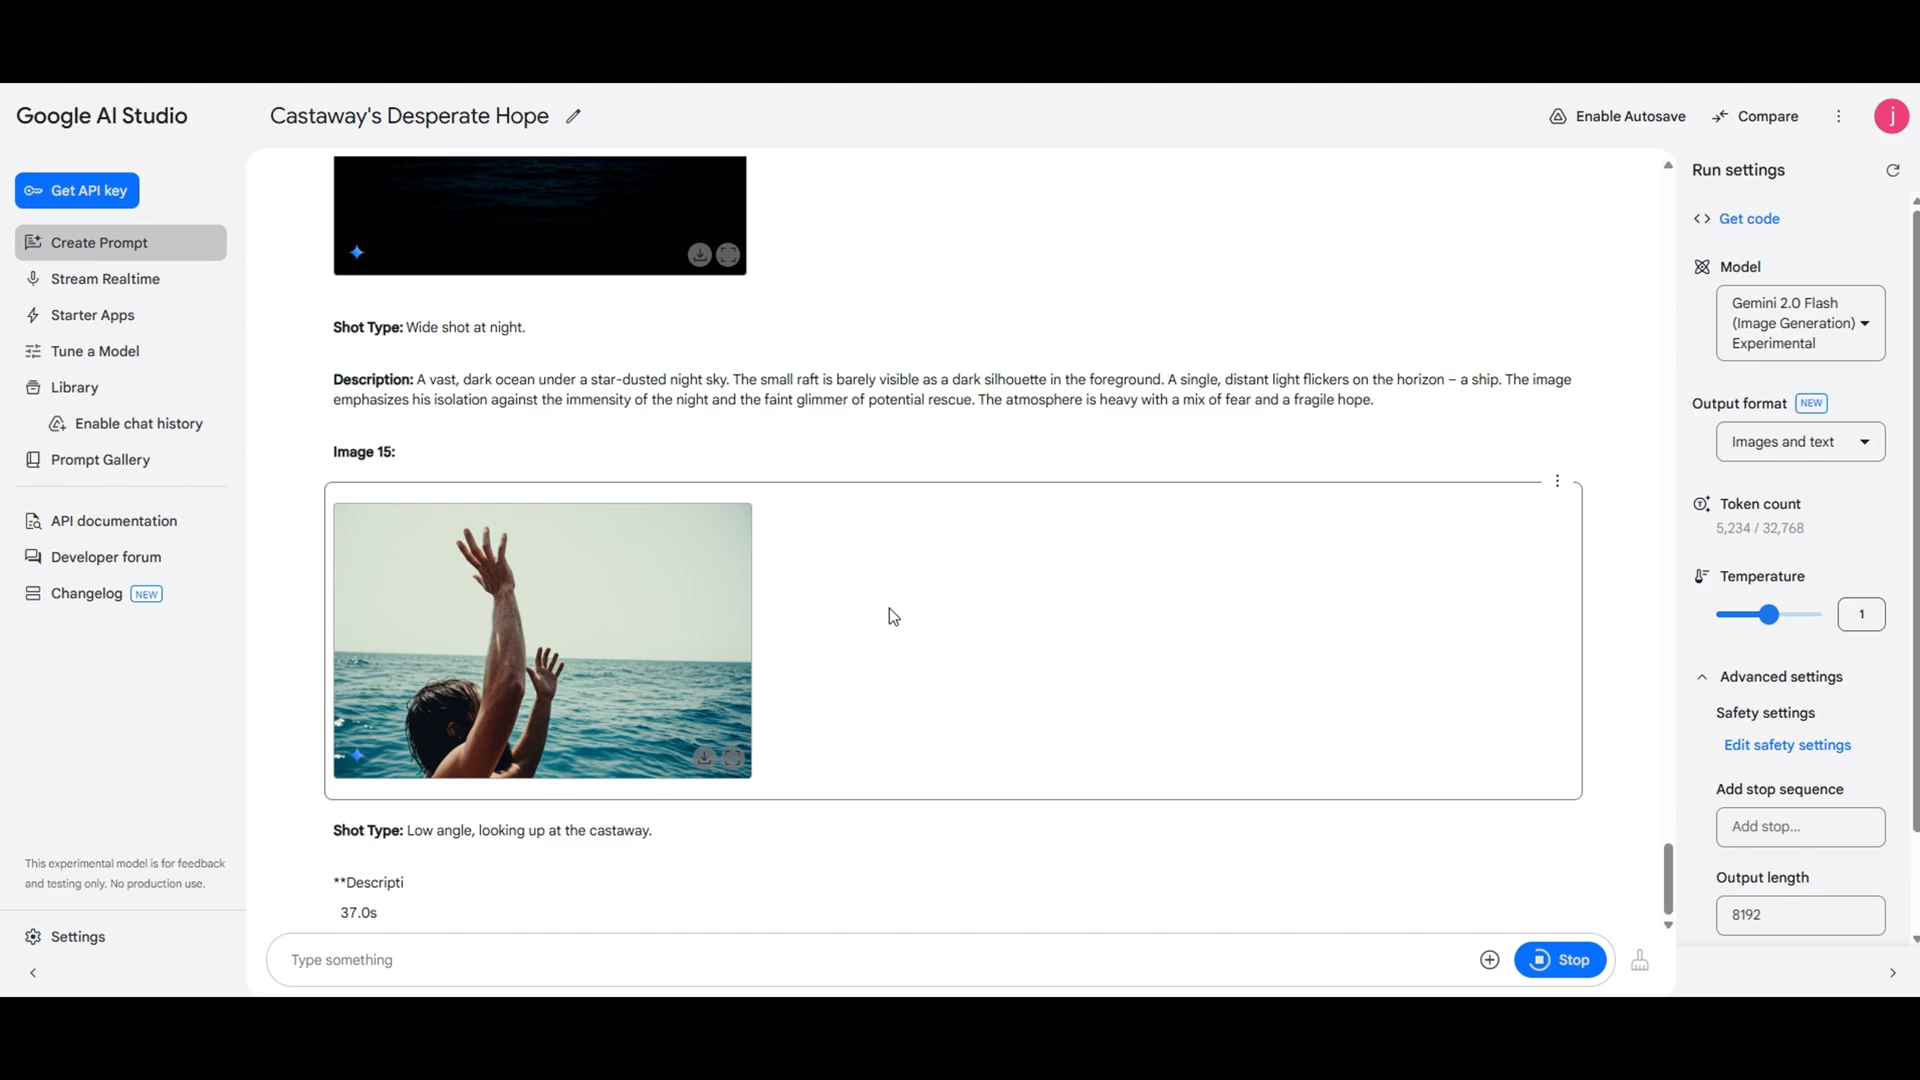 Google AI Studio
Castaway's Desperate Hope
Enable Autosave
Compare
j
Get API key
Create Prompt
Stream Realtime
Starter Apps
Tune a Model
Library
Enable chat history
Prompt Gallery
API documentation
Developer forum
Changelog NEW
This experimental model is for feedback
and testing only. No production use.
Settings
Shot Type: Wide shot at night.
Description: A vast, dark ocean under a star-dusted night sky. The small raft is barely visible as a dark silhouette in the foreground. A single, distant light flickers on the horizon – a ship. The image
emphasizes his isolation against the immensity of the night and the faint glimmer of potential rescue. The atmosphere is heavy with a mix of fear and a fragile hope.
Image 15:
Shot Type: Low angle, looking up at the castaway.
**Descripti
37.0s
Type something
Stop
Run settings
Get code
Model
Gemini 2.0 Flash
(Image Generation)
Experimental
Output format NEW
Images and text
Token count
5,234 / 32,768
Temperature
1
Advanced settings
Safety settings
Edit safety settings
Add stop sequence
Add stop...
Output length
8192